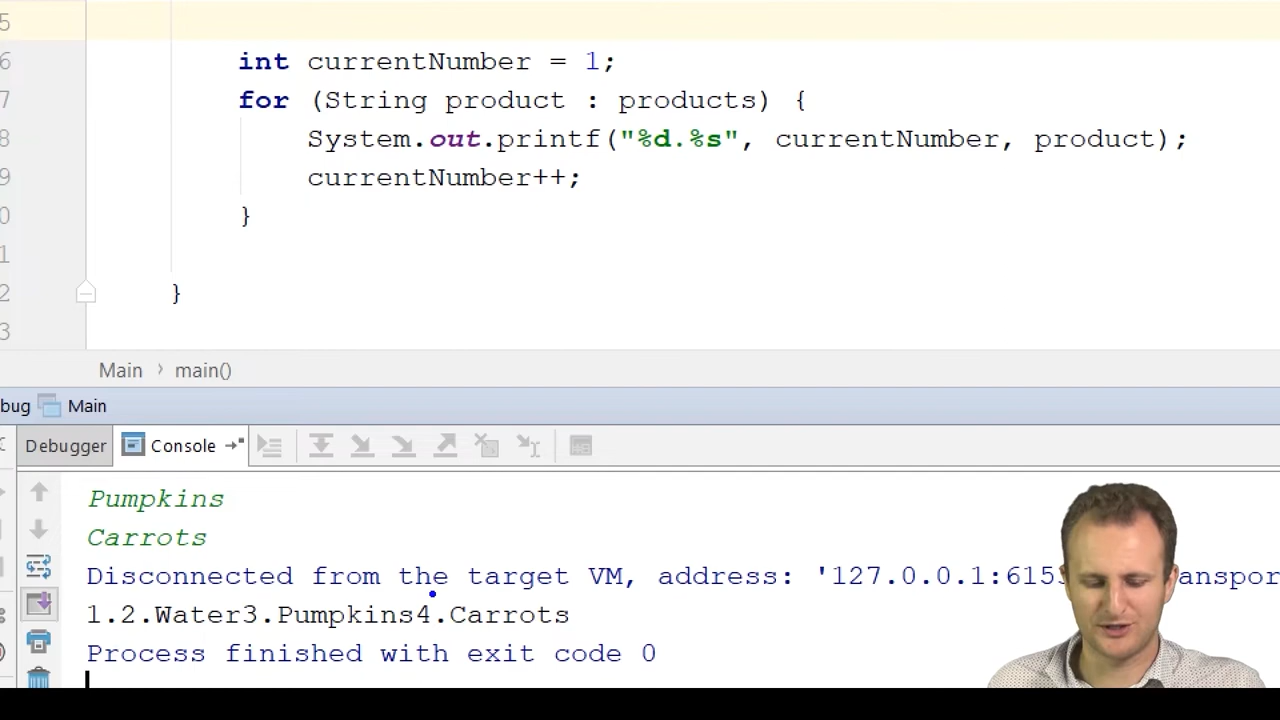 5
6 int currentNumber = 1;
7 for (String product : products) {
8 System.out.printf("%d.%s", currentNumber, product);
9 currentNumber++;
0 }
1
2 }
3
Main › main()
bug Main
Debugger Console
Pumpkins
Carrots
Disconnected from the target VM, address: '127.0.0.1:615
1.2.Water3.Pumpkins4.Carrots
Process finished with exit code 0